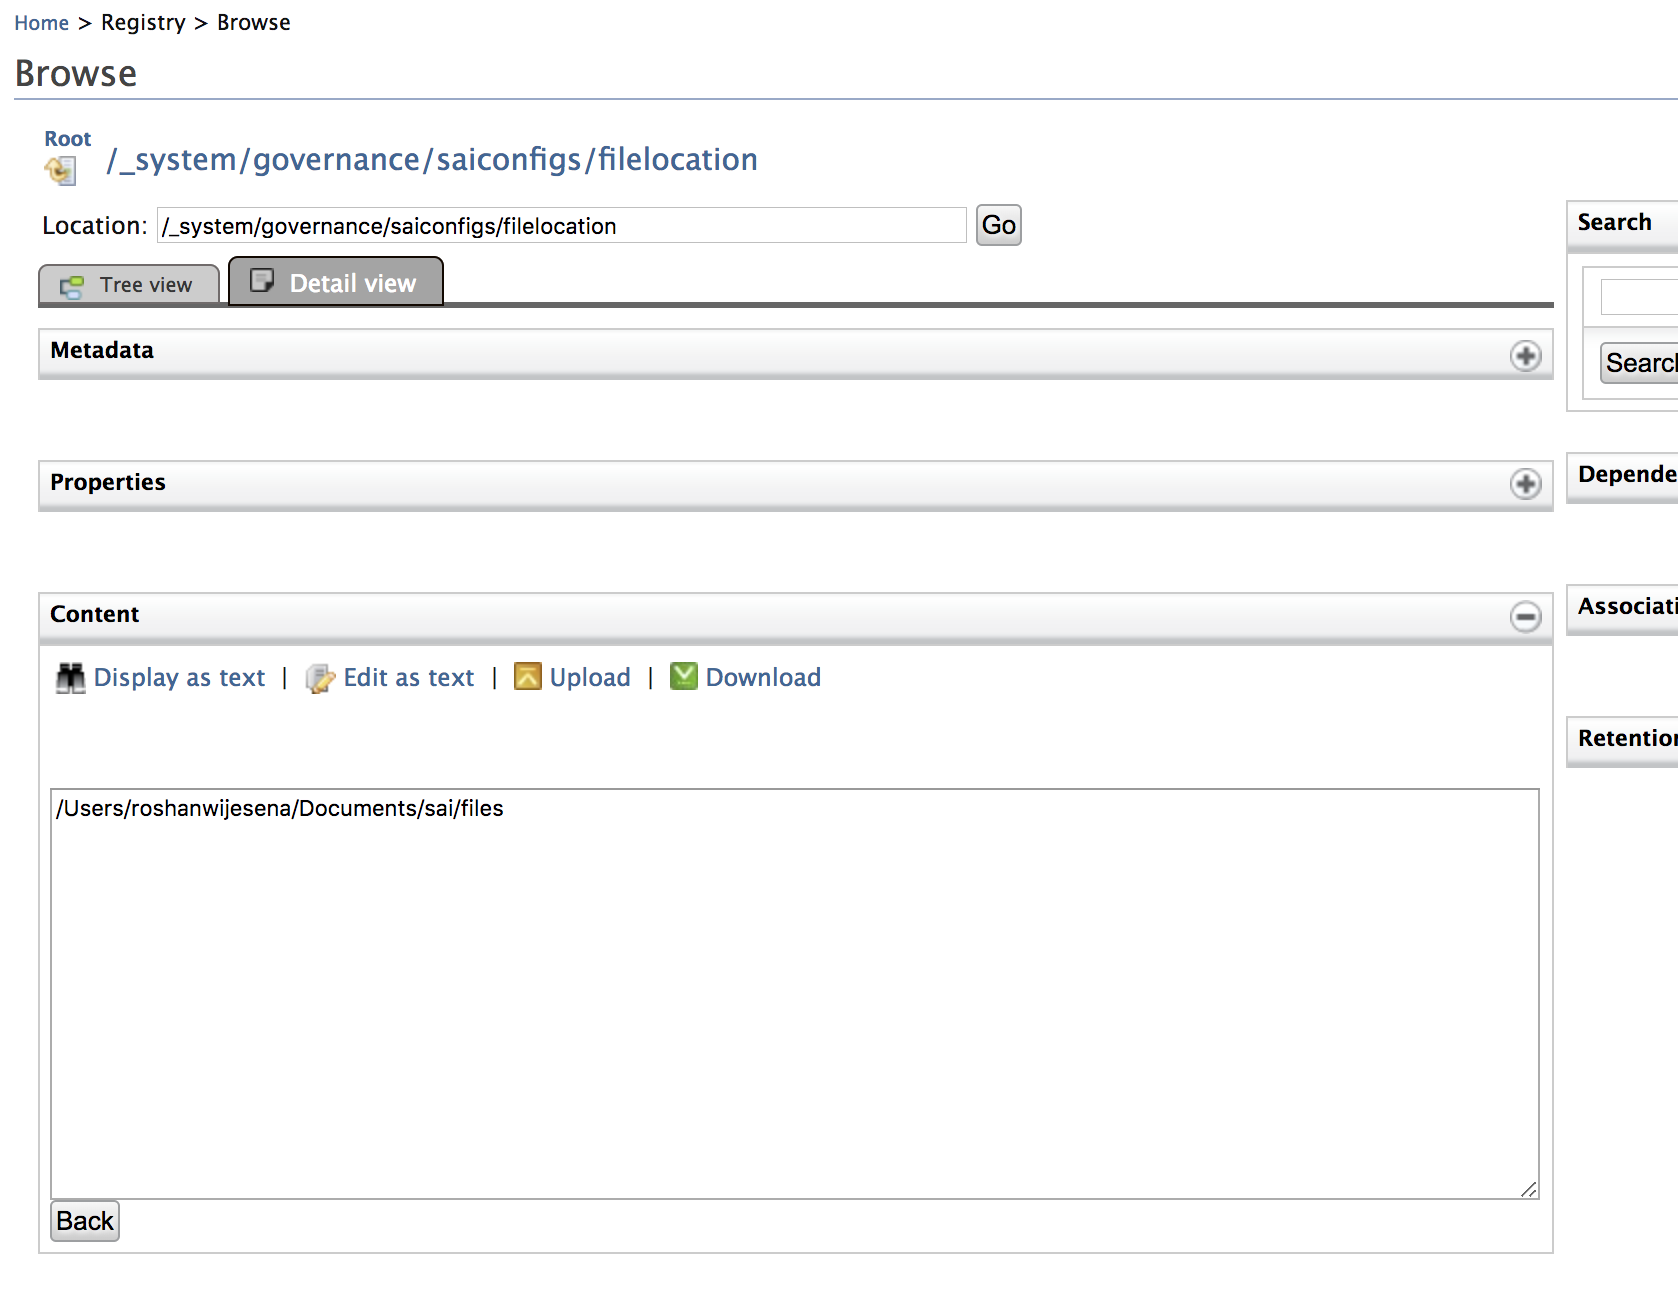 Home > Registry > Browse
Browse
Root
/_system/governance/saiconfigs/filelocation
Location: /_system/governance/saiconfigs/filelocation Go
Tree view Detail view
Metadata
Properties
Content
Display as text | Edit as text | Upload | Download
/Users/roshanwijesena/Documents/sai/files
Back
Search
Search
Depende
Associati
Retention